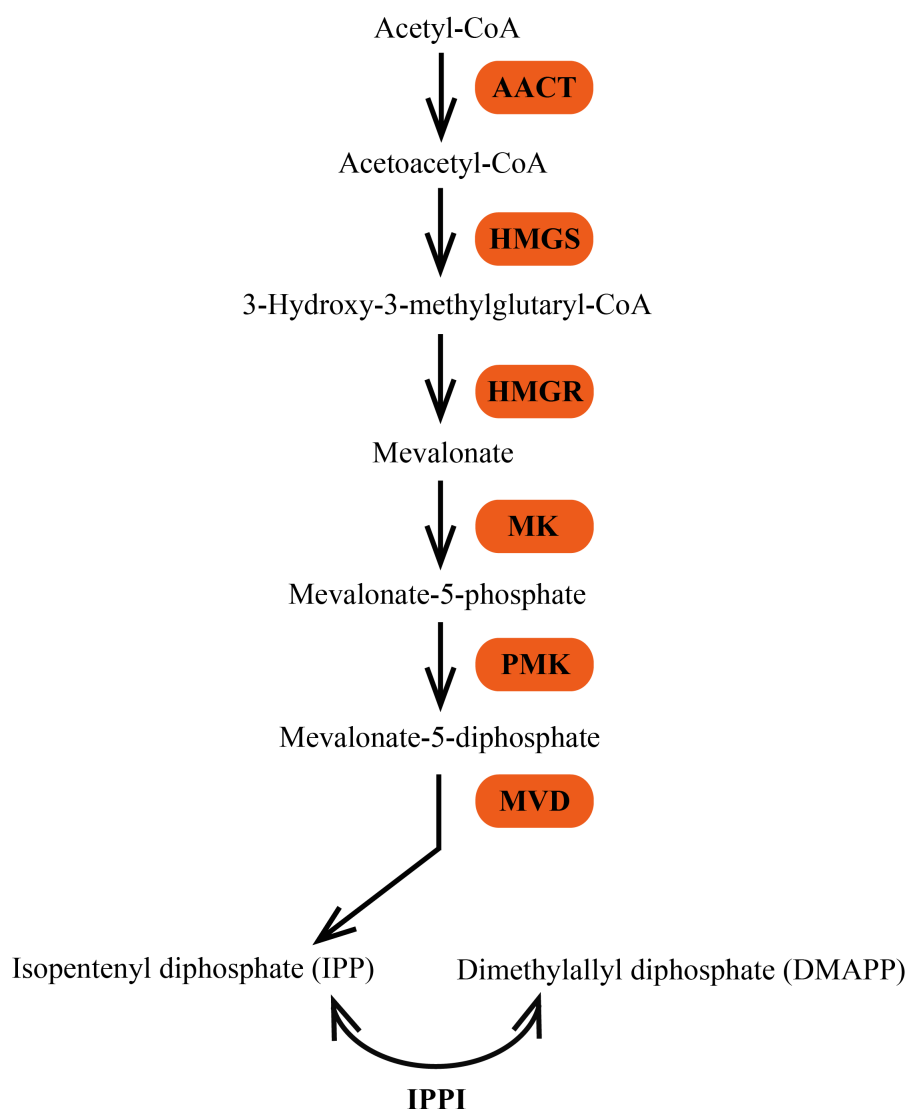 Acetyl-CoA
AACT
Acetoacetyl-CoA
HMGS
3-Hydroxy-3-methylglutaryl-CoA
HMGR
Mevalonate
MK
Mevalonate-5-phosphate
PMK
Mevalonate-5-diphosphate
MVD
Isopentenyl diphosphate (IPP)
Dimethylallyl diphosphate (DMAPP)
IPPI